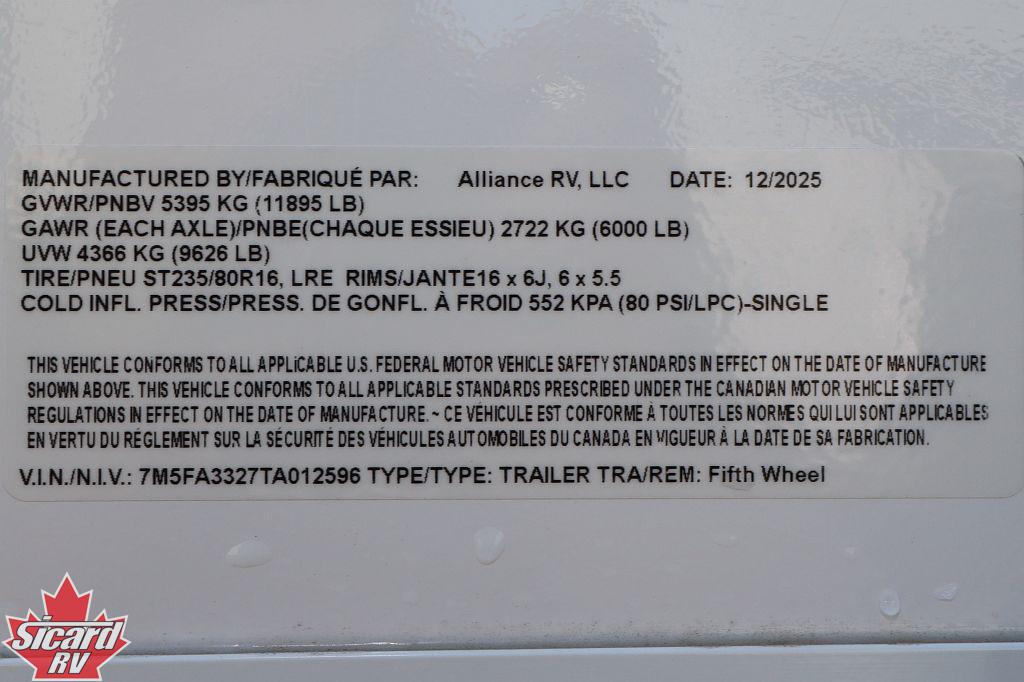 MANUFACTURED BY/FABRIQUÉ PAR: Alliance RV, LLC DATE: 12/2025
GVWR/PNBV 5395 KG (11895 LB)
GAWR (EACH AXLE)/PNBE(CHAQUE ESSIEU) 2722 KG (6000 LB)
UVW 4366 KG (9626 LB)
TIRE/PNEU ST235/80R16, LRE RIMS/JANTE16 x 6J, 6 x 5.5
COLD INFL. PRESS/PRESS. DE GONFL. À FROID 552 KPA (80 PSI/LPC)-SINGLE
THIS VEHICLE CONFORMS TO ALL APPLICABLE U.S. FEDERAL MOTOR VEHICLE SAFETY STANDARDS IN EFFECT ON THE DATE OF MANUFACTURE
SHOWN ABOVE. THIS VEHICLE CONFORMS TO ALL APPLICABLE STANDARDS PRESCRIBED UNDER THE CANADIAN MOTOR VEHICLE SAFETY
REGULATIONS IN EFFECT ON THE DATE OF MANUFACTURE. ~ CE VÉHICULE EST CONFORME À TOUTES LES NORMES QUI LUI SONT APPLICABLES
EN VERTU DU RÉGLEMENT SUR LA SÉCURITÉ DES VÉHICULES AUTOMOBILES DU CANADA EN VIGUEUR À LA DATE DE SA FABRICATION.
V.I.N./N.I.V.: 7M5FA3327TA012596 TYPE/TYPE: TRAILER TRA/REM: Fifth Wheel
Sicard
RV